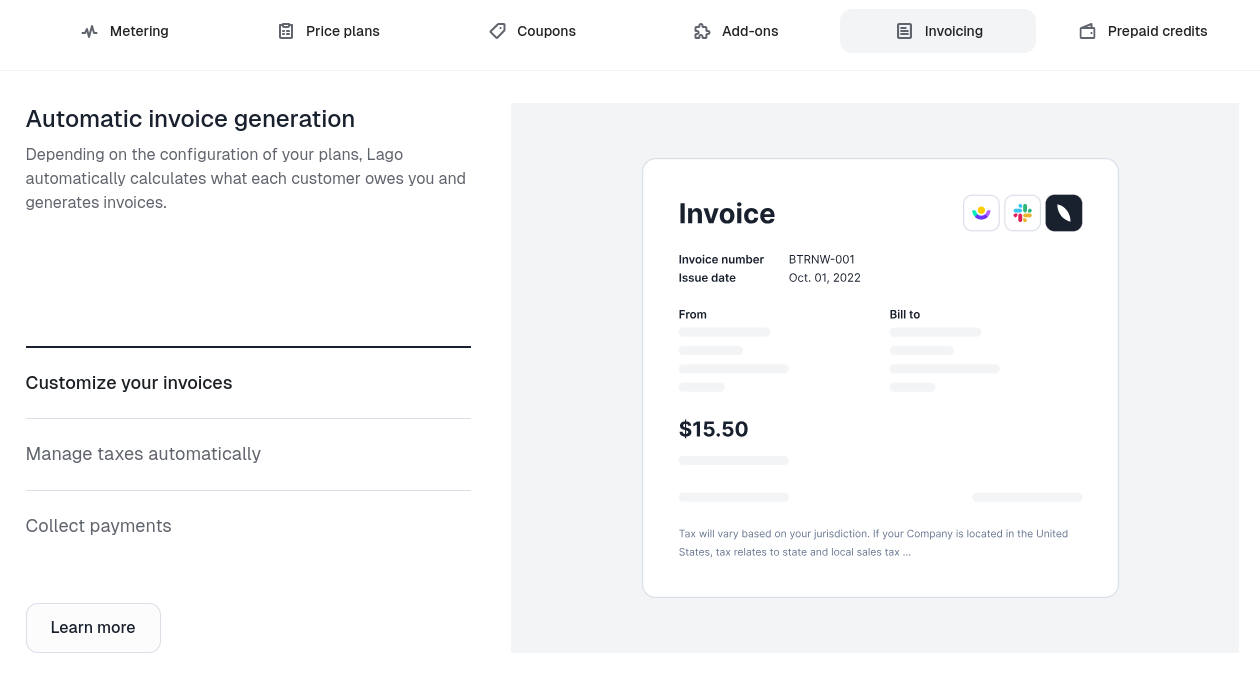 Metering
Price plans
Coupons
Add-ons
Invoicing
Prepaid credits
Automatic invoice generation
Depending on the configuration of your plans, Lago
automatically calculates what each customer owes you and
generates invoices.
Customize your invoices
Manage taxes automatically
Collect payments
Learn more
Invoice
Invoice number BTRNW-001
Issue date Oct. 01, 2022
From
Bill to
$15.50
Tax will vary based on your jurisdiction. If your Company is located in the United
States, tax relates to state and local sales tax ...